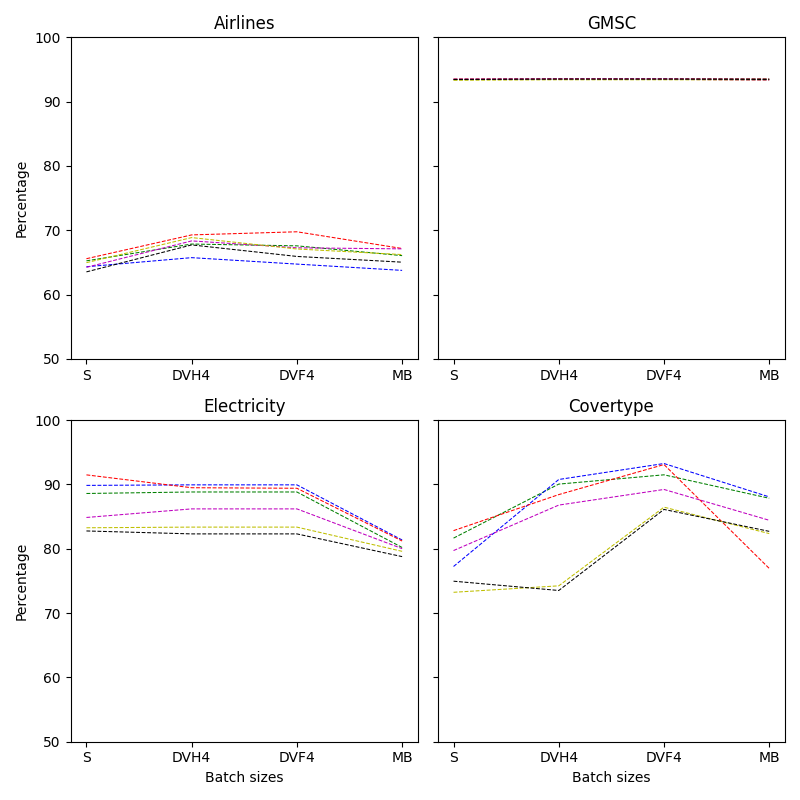 Airlines
GMSC
100
90
80
70
60
50
Percentage
S DVH4 DVF4 MB
S DVH4 DVF4 MB
Electricity
Covertype
100
90
80
70
60
50
Percentage
S DVH4 DVF4 MB
S DVH4 DVF4 MB
Batch sizes
Batch sizes